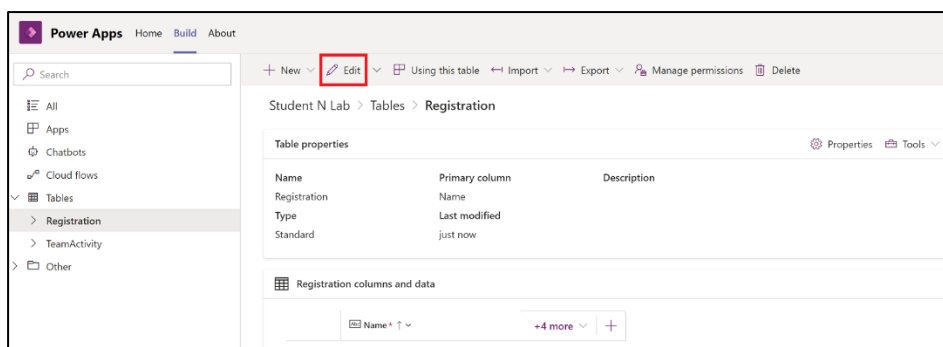 Power Apps Home Build About
Search
New Edit Using this table Import Export Manage permissions Delete
All
Apps
Chatbots
Cloud flows
Tables
Registration
TeamActivity
Other
Student N Lab > Tables > Registration
Table properties
Properties Tools
Name Primary column Description
Registration Name
Type Last modified
Standard just now
Registration columns and data
Abc Name * ↑
+4 more